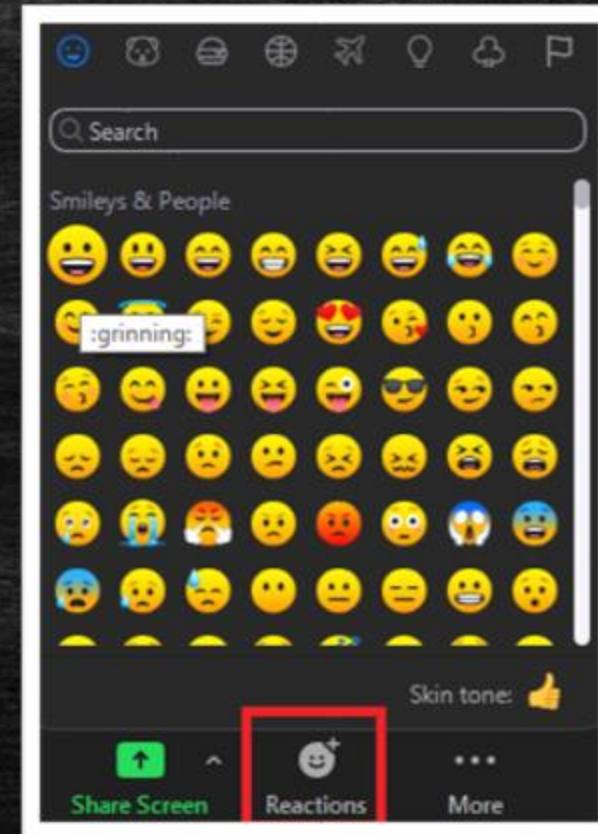 Search
Smileys & People
:grinning:
Skin tone:
Share Screen
Reactions
More